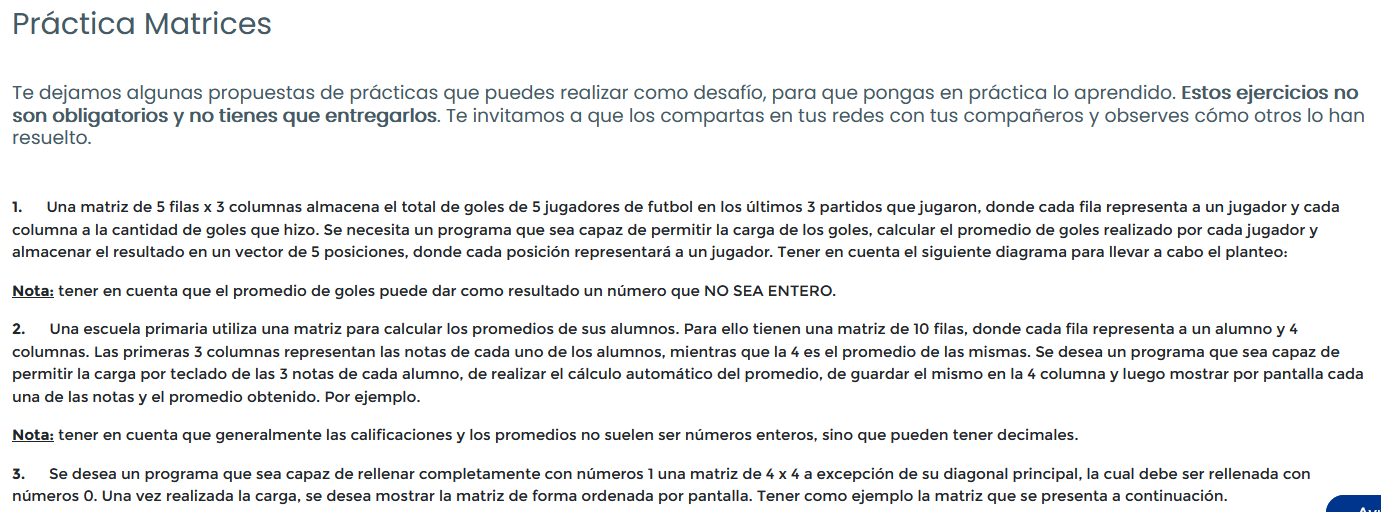 Práctica Matrices
Te dejamos algunas propuestas de prácticas que puedes realizar como desafío, para que pongas en práctica lo aprendido. Estos ejercicios no
son obligatorios y no tienes que entregarlos. Te invitamos a que los compartas en tus redes con tus compañeros y observes cómo otros lo han
resuelto.
1. Una matriz de 5 filas x 3 columnas almacena el total de goles de 5 jugadores de futbol en los últimos 3 partidos que jugaron, donde cada fila representa a un jugador y cada
columna a la cantidad de goles que hizo. Se necesita un programa que sea capaz de permitir la carga de los goles, calcular el promedio de goles realizado por cada jugador y
almacenar el resultado en un vector de 5 posiciones, donde cada posición representará a un jugador. Tener en cuenta el siguiente diagrama para llevar a cabo el planteo:
Nota: tener en cuenta que el promedio de goles puede dar como resultado un número que NO SEA ENTERO.
2. Una escuela primaria utiliza una matriz para calcular los promedios de sus alumnos. Para ello tienen una matriz de 10 filas, donde cada fila representa a un alumno y 4
columnas. Las primeras 3 columnas representan las notas de cada uno de los alumnos, mientras que la 4 es el promedio de las mismas. Se desea un programa que sea capaz de
permitir la carga por teclado de las 3 notas de cada alumno, de realizar el cálculo automático del promedio, de guardar el mismo en la 4 columna y luego mostrar por pantalla cada
una de las notas y el promedio obtenido. Por ejemplo.
Nota: tener en cuenta que generalmente las calificaciones y los promedios no suelen ser números enteros, sino que pueden tener decimales.
3. Se desea un programa que sea capaz de rellenar completamente con números 1 una matriz de 4 x 4 a excepción de su diagonal principal, la cual debe ser rellenada con
números 0. Una vez realizada la carga, se desea mostrar la matriz de forma ordenada por pantalla. Tener como ejemplo la matriz que se presenta a continuación.